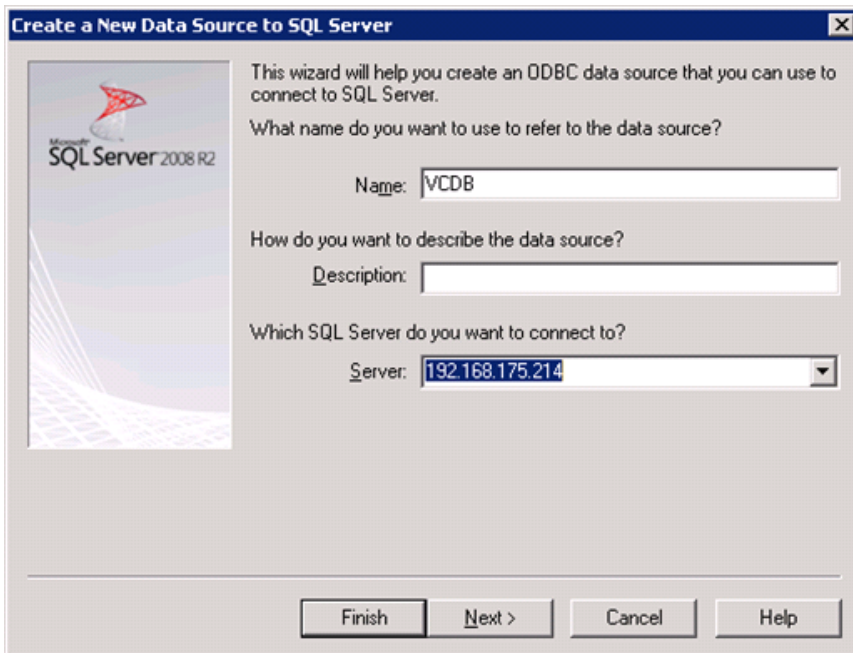 Create a New Data Source to SQL Server
This wizard will help you create an ODBC data source that you can use to
connect to SQL Server.
What name do you want to use to refer to the data source?
Microsoft
SQL Server 2008 R2
Name: VCDB
How do you want to describe the data source?
Description:
Which SQL Server do you want to connect to?
Server: 192.168.175.214
Finish Next > Cancel Help